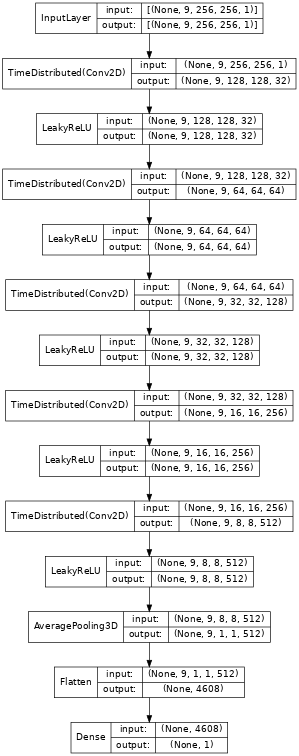 InputLayer
input: [(None, 9, 256, 256, 1)]
output: [(None, 9, 256, 256, 1)]
TimeDistributed(Conv2D)
input: (None, 9, 256, 256, 1)
output: (None, 9, 128, 128, 32)
LeakyReLU
input: (None, 9, 128, 128, 32)
output: (None, 9, 128, 128, 32)
TimeDistributed(Conv2D)
input: (None, 9, 128, 128, 32)
output: (None, 9, 64, 64, 64)
LeakyReLU
input: (None, 9, 64, 64, 64)
output: (None, 9, 64, 64, 64)
TimeDistributed(Conv2D)
input: (None, 9, 64, 64, 64)
output: (None, 9, 32, 32, 128)
LeakyReLU
input: (None, 9, 32, 32, 128)
output: (None, 9, 32, 32, 128)
TimeDistributed(Conv2D)
input: (None, 9, 32, 32, 128)
output: (None, 9, 16, 16, 256)
LeakyReLU
input: (None, 9, 16, 16, 256)
output: (None, 9, 16, 16, 256)
TimeDistributed(Conv2D)
input: (None, 9, 16, 16, 256)
output: (None, 9, 8, 8, 512)
LeakyReLU
input: (None, 9, 8, 8, 512)
output: (None, 9, 8, 8, 512)
AveragePooling3D
input: (None, 9, 8, 8, 512)
output: (None, 9, 1, 1, 512)
Flatten
input: (None, 9, 1, 1, 512)
output: (None, 4608)
Dense
input: (None, 4608)
output: (None, 1)